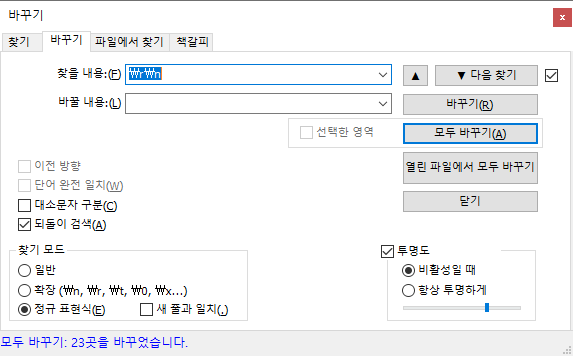 바꾸기
찾기 바꾸기 파일에서 찾기 책갈피
찾을 내용:(F) ₩r₩n ▲ ▼ 다음 찾기
바꿀 내용:(L) 바꾸기(R)
선택한 영역 모두 바꾸기(A)
이전 방향 열린 파일에서 모두 바꾸기
단어 완전 일치(W)
대소문자 구분(C) 닫기
되돌이 검색(A)
찾기 모드 투명도
일반 비활성일 때
확장 (₩n, ₩r, ₩t, ₩0, ₩x...) 항상 투명하게
정규 표현식(E) 새 풀과 일치(.)
모두 바꾸기: 23곳을 바꾸었습니다.